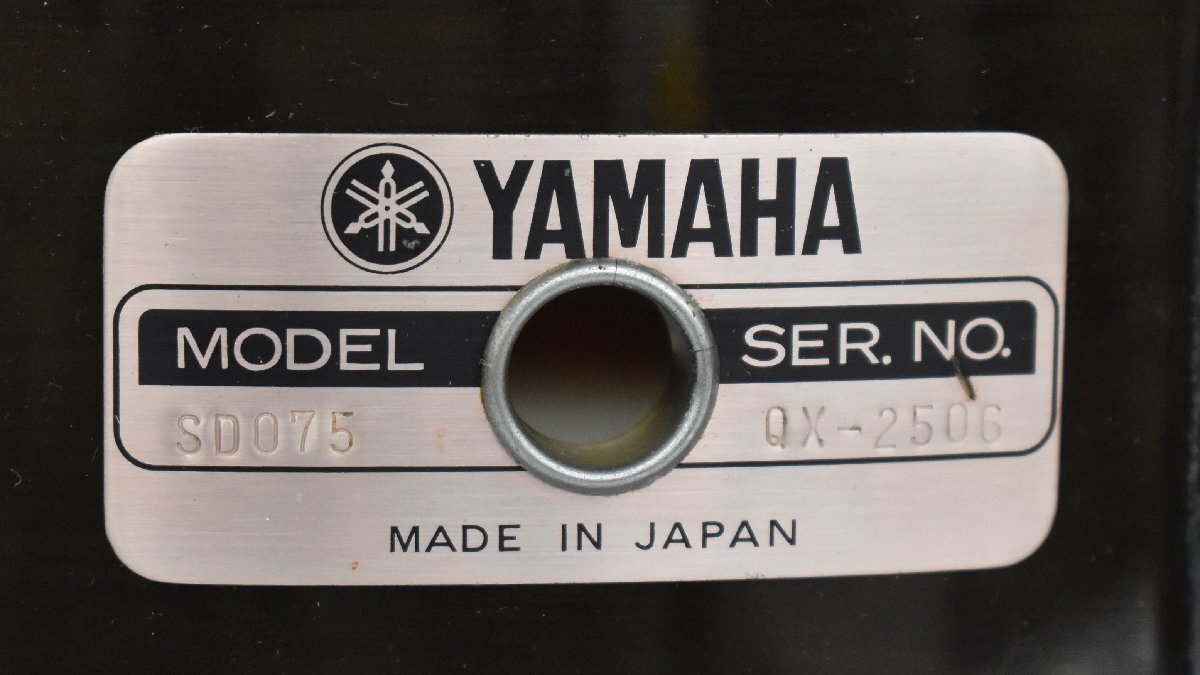 YAMAHA
MODEL SER. NO.
SD075 QX-2506
MADE IN JAPAN